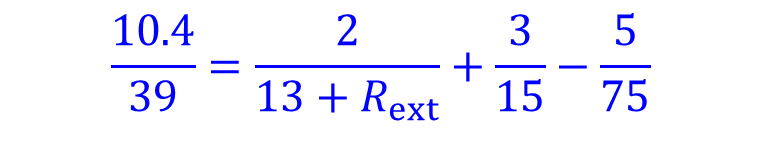 10.4/39 = 2/(13 + R_ext) + 3/15 − 5/75